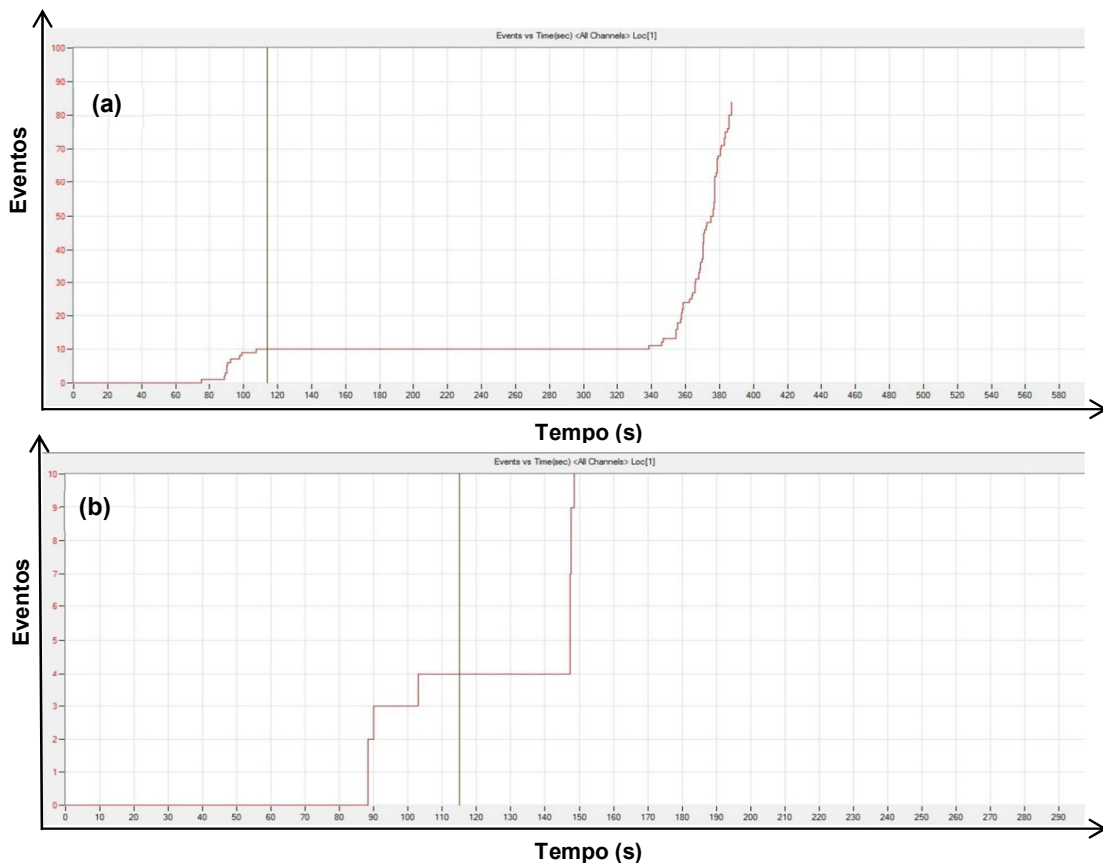 Events vs Time(sec) <All Channels> Loc[1]
(a)
Eventos
100
90
80
70
60
50
40
30
20
10
0
0 20 40 60 80 100 120 140 160 180 200 220 240 260 280 300 320 340 360 380 400 420 440 460 480 500 520 540 560 580
Tempo (s)
Events vs Time(sec) <All Channels> Loc[1]
(b)
Eventos
10
9
8
7
6
5
4
3
2
1
0
0 10 20 30 40 50 60 70 80 90 100 110 120 130 140 150 160 170 180 190 200 210 220 230 240 250 260 270 280 290
Tempo (s)